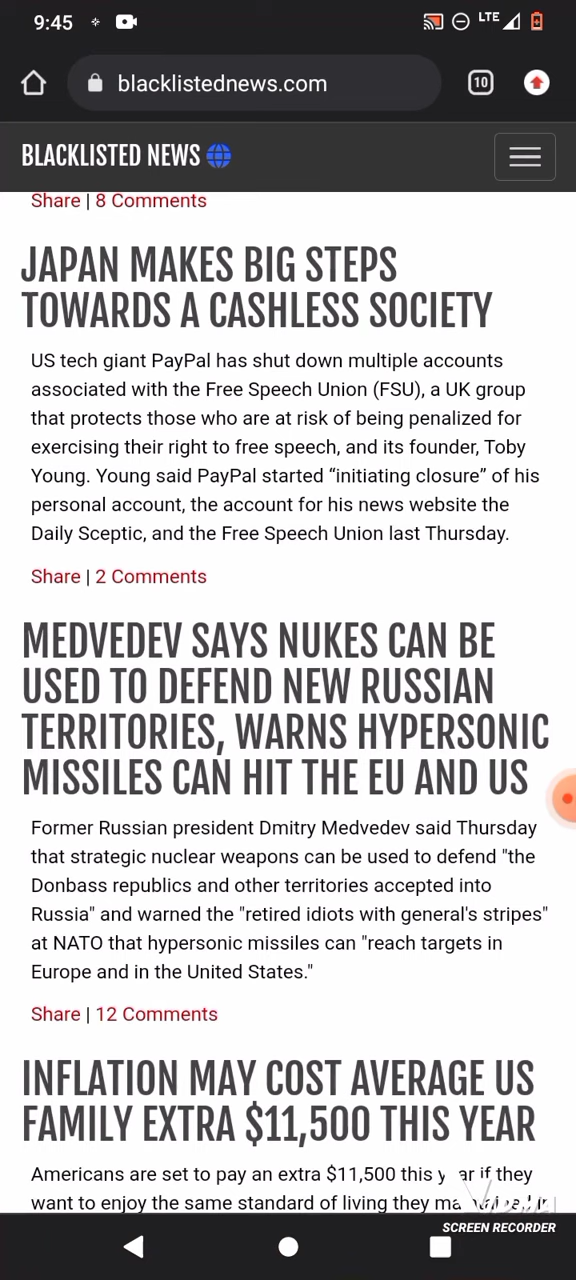 9:45
LTE
blacklistednews.com
10
BLACKLISTED NEWS
Share | 8 Comments
JAPAN MAKES BIG STEPS
TOWARDS A CASHLESS SOCIETY
US tech giant PayPal has shut down multiple accounts
associated with the Free Speech Union (FSU), a UK group
that protects those who are at risk of being penalized for
exercising their right to free speech, and its founder, Toby
Young. Young said PayPal started “initiating closure” of his
personal account, the account for his news website the
Daily Sceptic, and the Free Speech Union last Thursday.
Share | 2 Comments
MEDVEDEV SAYS NUKES CAN BE
USED TO DEFEND NEW RUSSIAN
TERRITORIES, WARNS HYPERSONIC
MISSILES CAN HIT THE EU AND US
Former Russian president Dmitry Medvedev said Thursday
that strategic nuclear weapons can be used to defend "the
Donbass republics and other territories accepted into
Russia" and warned the "retired idiots with general's stripes"
at NATO that hypersonic missiles can "reach targets in
Europe and in the United States."
Share | 12 Comments
INFLATION MAY COST AVERAGE US
FAMILY EXTRA $11,500 THIS YEAR
Americans are set to pay an extra $11,500 this year if they
want to enjoy the same standard of living they
SCREEN RECORDER